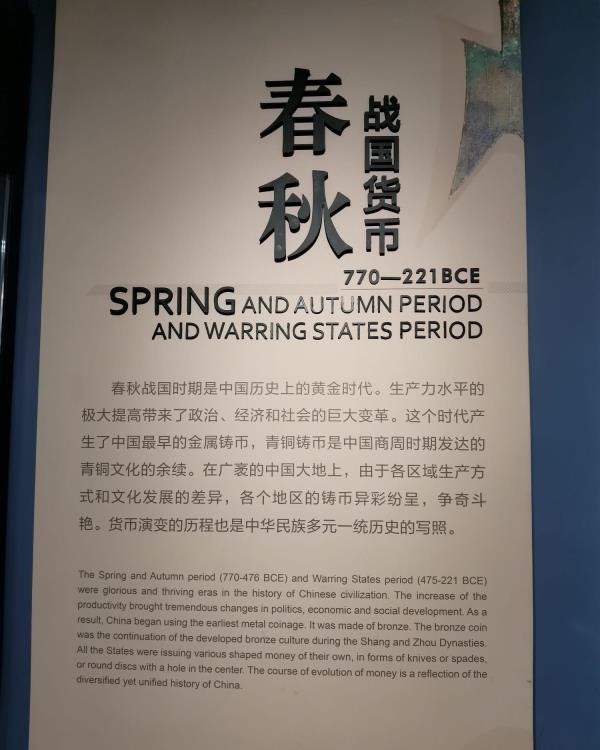 春秋
战国货币
770—221BCE
SPRING AND AUTUMN PERIOD
AND WARRING STATES PERIOD
春秋战国时期是中国历史上的黄金时代。生产力水平的
极大提高带来了政治、经济和社会的巨大变革。这个时代产
生了中国最早的金属铸币，青铜铸币是中国商周时期发达的
青铜文化的余续。在广袤的中国大地上，由于各区域生产方
式和文化发展的差异，各个地区的铸币异彩纷呈，争奇斗
艳。货币演变的历程也是中华民族多元一统历史的写照。
The Spring and Autumn period (770-476 BCE) and Warring States period (475-221 BCE)
were glorious and thriving eras in the history of Chinese civilization. The increase of the
productivity brought tremendous changes in politics, economic and social development. As a
result, China began using the earliest metal coinage. It was made of bronze. The bronze coin
was the continuation of the developed bronze culture during the Shang and Zhou Dynasties.
All the States were issuing various shaped money of their own, in forms of knives or spades,
or round discs with a hole in the center. The course of evolution of money is a reflection of the
diversified yet unified history of China.